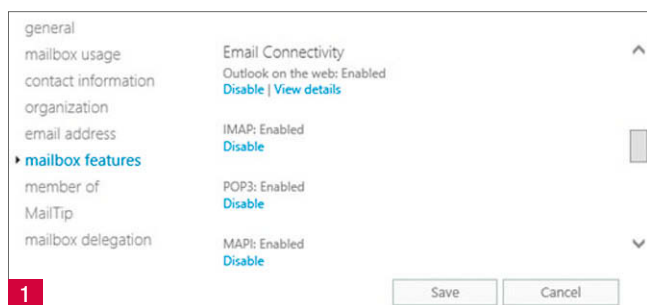 general
mailbox usage
contact information
organization
email address
mailbox features
member of
MailTip
mailbox delegation
Email Connectivity
Outlook on the web: Enabled
Disable | View details
IMAP: Enabled
Disable
POP3: Enabled
Disable
MAPI: Enabled
Disable
Save
Cancel
1